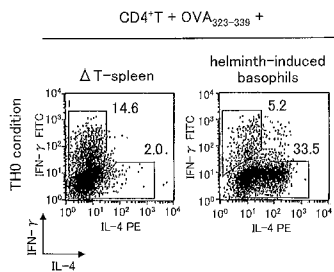 CD4⁺T + OVA₃₂₃₋₃₃₉ +
ΔT-spleen
helminth-induced
basophils
TH0 condition
IFN-γ FITC
10⁴
10³
10²
10¹
10⁰
14.6
2.0.
10⁰ 10¹ 10² 10³ 10⁴
IL-4 PE
IFN-γ FITC
10⁴
10³
10²
10¹
10⁰
5.2
33.5
10⁰ 10¹ 10² 10³ 10⁴
IL-4 PE
IFN-γ
IL-4